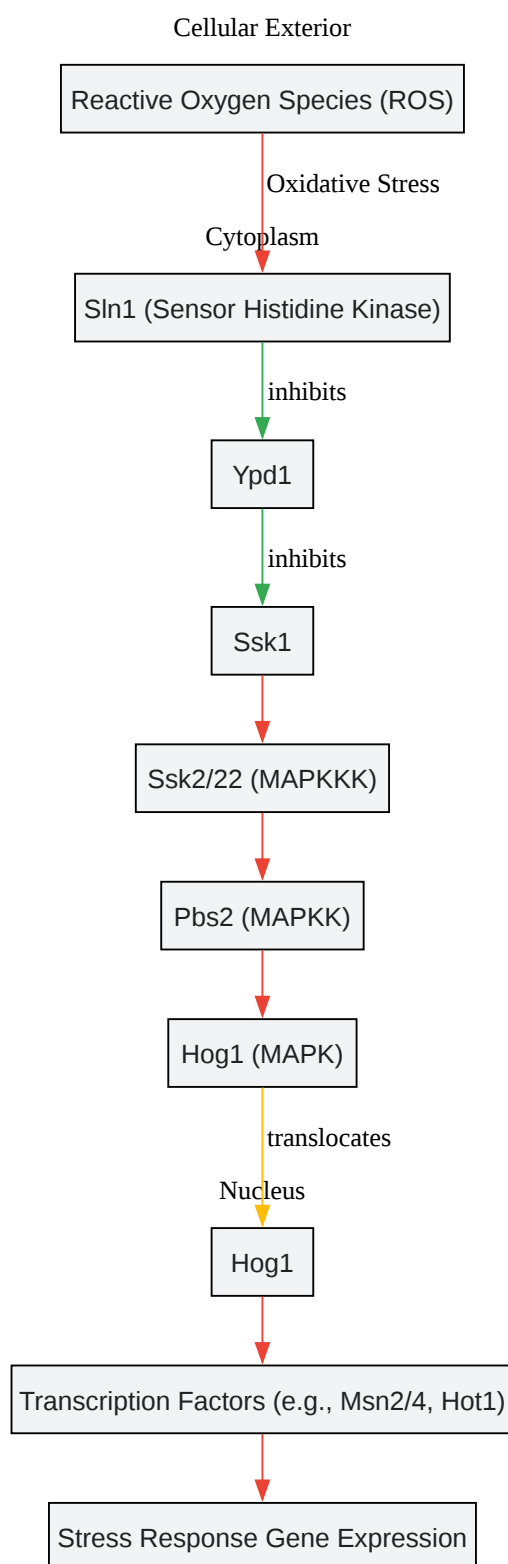 Cellular Exterior
Reactive Oxygen Species (ROS)
Oxidative Stress
Cytoplasm
Sln1 (Sensor Histidine Kinase)
inhibits
Ypd1
inhibits
Ssk1
Ssk2/22 (MAPKKK)
Pbs2 (MAPKK)
Hog1 (MAPK)
translocates
Nucleus
Hog1
Transcription Factors (e.g., Msn2/4, Hot1)
Stress Response Gene Expression